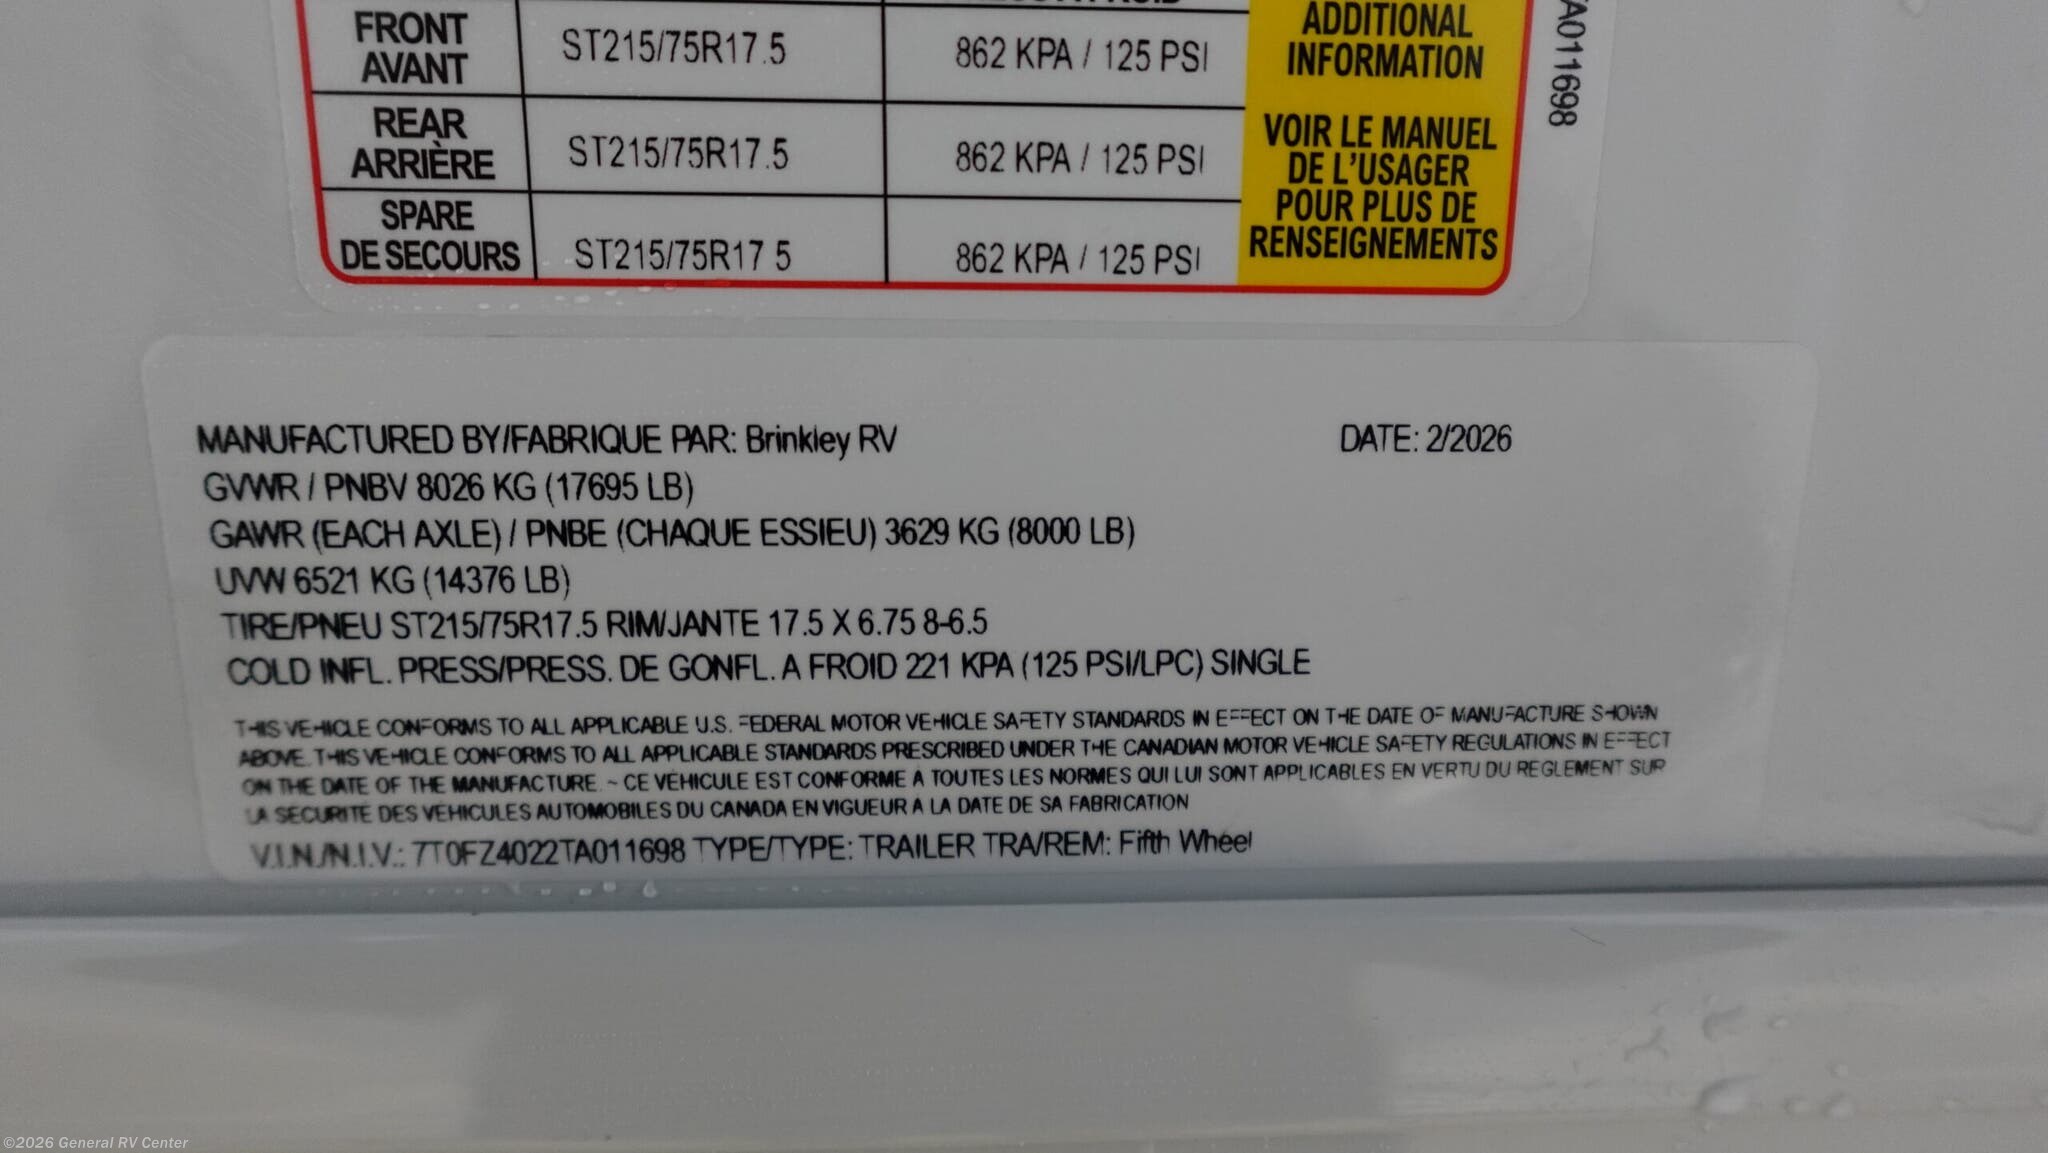 FRONT
AVANT
ST215/75R17.5
862 KPA / 125 PSI
REAR
ARRIÈRE
ST215/75R17.5
862 KPA / 125 PSI
SPARE
DE SECOURS
ST215/75R17 5
862 KPA / 125 PSI
ADDITIONAL
INFORMATION
VOIR LE MANUEL
DE L'USAGER
POUR PLUS DE
RENSEIGNEMENTS
A011698
MANUFACTURED BY/FABRIQUE PAR: Brinkley RV
DATE: 2/2026
GVWR / PNBV 8026 KG (17695 LB)
GAWR (EACH AXLE) / PNBE (CHAQUE ESSIEU) 3629 KG (8000 LB)
UVW 6521 KG (14376 LB)
TIRE/PNEU ST215/75R17.5 RIM/JANTE 17.5 X 6.75 8-6.5
COLD INFL. PRESS/PRESS. DE GONFL. A FROID 221 KPA (125 PSI/LPC) SINGLE
THIS VEHICLE CONFORMS TO ALL APPLICABLE U.S. FEDERAL MOTOR VEHICLE SAFETY STANDARDS IN EFFECT ON THE DATE OF MANUFACTURE SHOWN
ABOVE. THIS VEHICLE CONFORMS TO ALL APPLICABLE STANDARDS PRESCRIBED UNDER THE CANADIAN MOTOR VEHICLE SAFETY REGULATIONS IN EFFECT
ON THE DATE OF THE MANUFACTURE. ~ CE VÉHICULE EST CONFORME À TOUTES LES NORMES QUI LUI SONT APPLICABLES EN VERTU DU REGLEMENT SUR
LA SECURITE DES VEHICULES AUTOMOBILES DU CANADA EN VIGUEUR A LA DATE DE SA FABRICATION
V.I.N./N.I.V.: 7T0FZ4022TA011698 TYPE/TYPE: TRAILER TRA/REM: Fifth Wheel
©2026 General RV Center